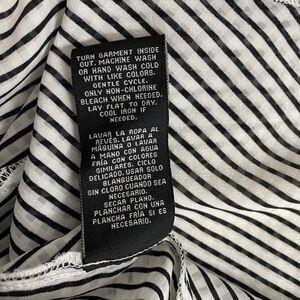 TURN GARMENT INSIDE
OUT. MACHINE WASH
OR HAND WASH COLD
WITH LIKE COLORS.
GENTLE CYCLE.
ONLY NON-CHLORINE
BLEACH WHEN NEEDED.
LAY FLAT TO DRY.
COOL IRON IF
NEEDED.
LAVAR LA ROPA AL
REVÉS. LAVAR A
MÁQUINA O LAVAR
A MANO CON AGUA
FRÍA CON COLORES
SIMILARES. CICLO
DELICADO. USAR SOLO
BLANQUEADOR
SIN CLORO CUANDO SEA
NECESARIO.
SECAR PLANO.
PLANCHAR CON UNA
PLANCHA FRÍA SI ES
NECESARIO.